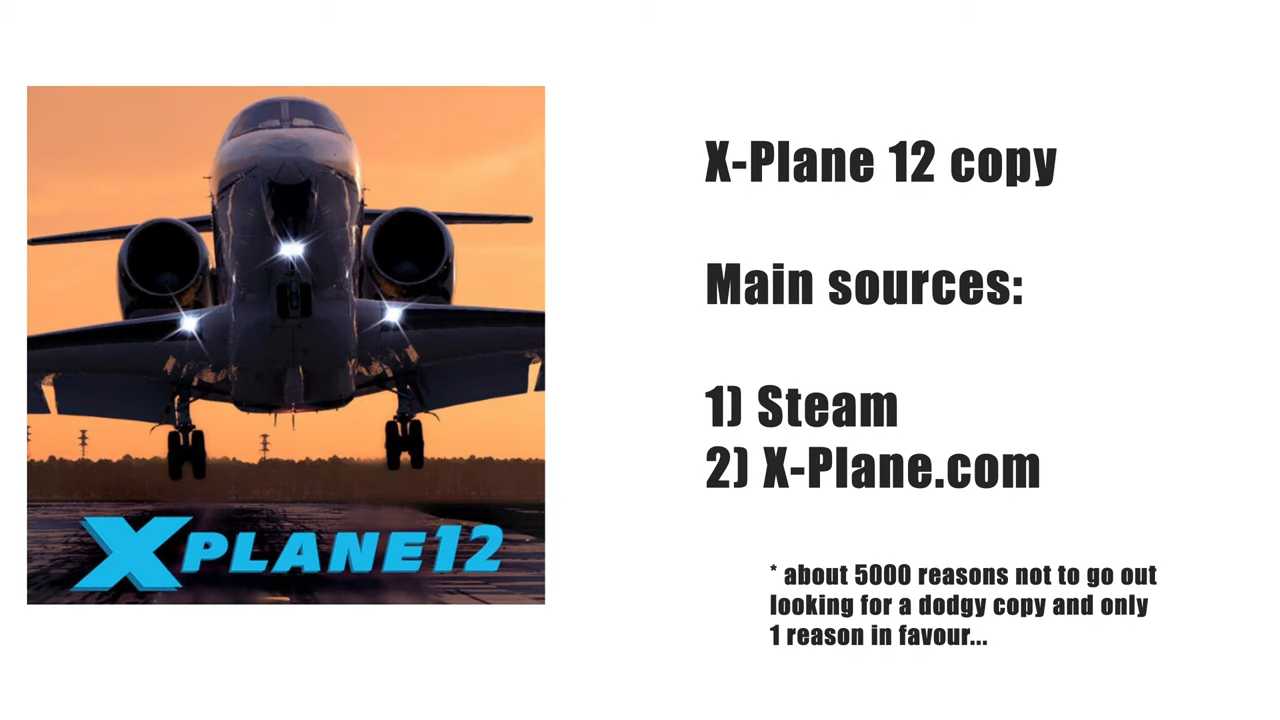 X-Plane 12 copy
Main sources:
1) Steam
2) X-Plane.com
* about 5000 reasons not to go out
looking for a dodgy copy and only
1 reason in favour...
XPLANE12